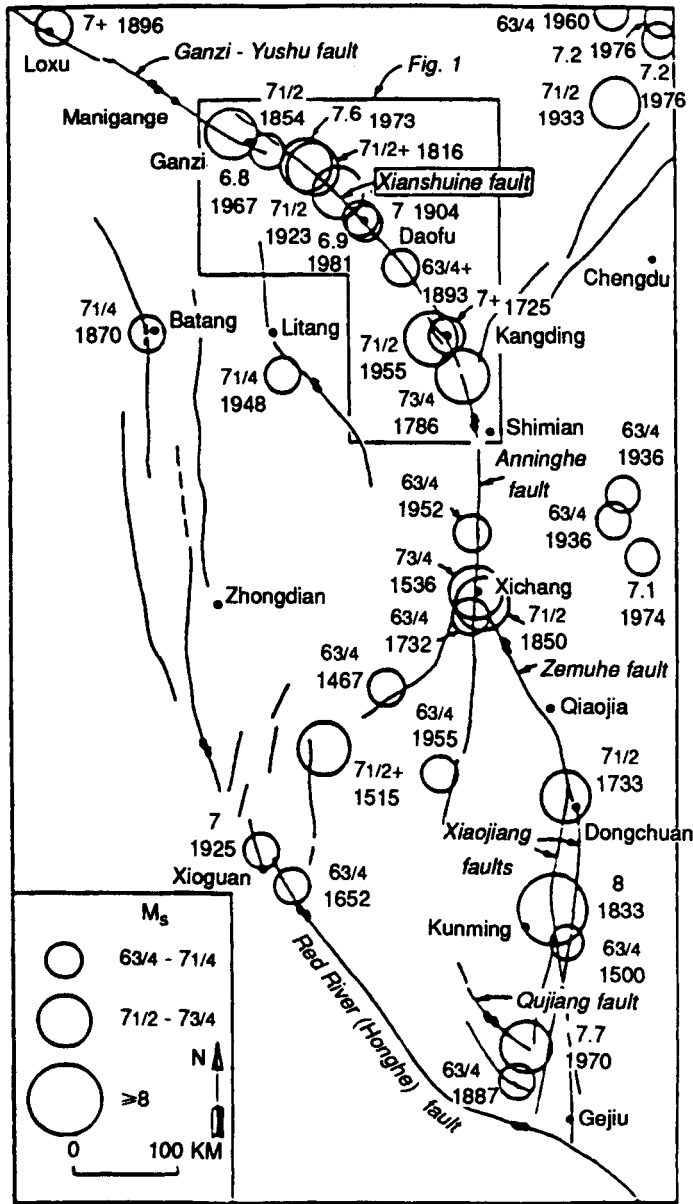 7+ 1896
Loxu
Ganzi - Yushu fault
Fig. 1
63/4 1960
7.2 1976
7.2
1976
71/2
1933
Manigange
71/2
1854
7.6 1973
71/2+ 1816
Ganzi
Xianshuine fault
6.8
1967
71/2
1923
7 1904
6.9
1981
Daofu
63/4+
1893
7+ 1725
Chengdu
71/4
1870
Batang
Litang
71/2
1955
Kangding
71/4
1948
73/4
1786
Shimian
Anninghe
fault
63/4
1936
63/4
1952
63/4
1936
7.1
1974
73/4
1536
Xichang
Zhongdian
63/4
1732
71/2
1850
Zemuhe fault
63/4
1467
Qiaojia
63/4
1955
71/2+
1515
71/2
1733
Xiaojiang
faults
Dongchuan
7
1925
Xioguan
63/4
1652
8
1833
Kunming
63/4
1500
Red River (Honghe) fault
Qujiang fault
7.7
1970
63/4
1887
Gejiu
Ms
63/4 - 71/4
71/2 - 73/4
≥8
N
0 100 KM